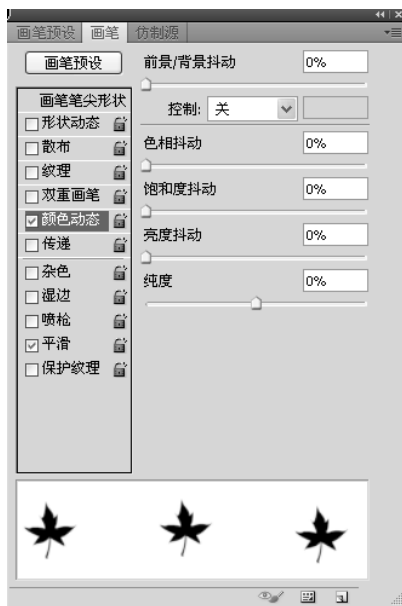 画笔预设 画笔 仿制源
画笔预设
前景/背景抖动 0%
控制: 关
画笔笔尖形状
形状动态
散布
纹理
双重画笔
颜色动态
传递
杂色
湿边
喷枪
平滑
保护纹理
色相抖动 0%
饱和度抖动 0%
亮度抖动 0%
纯度 0%